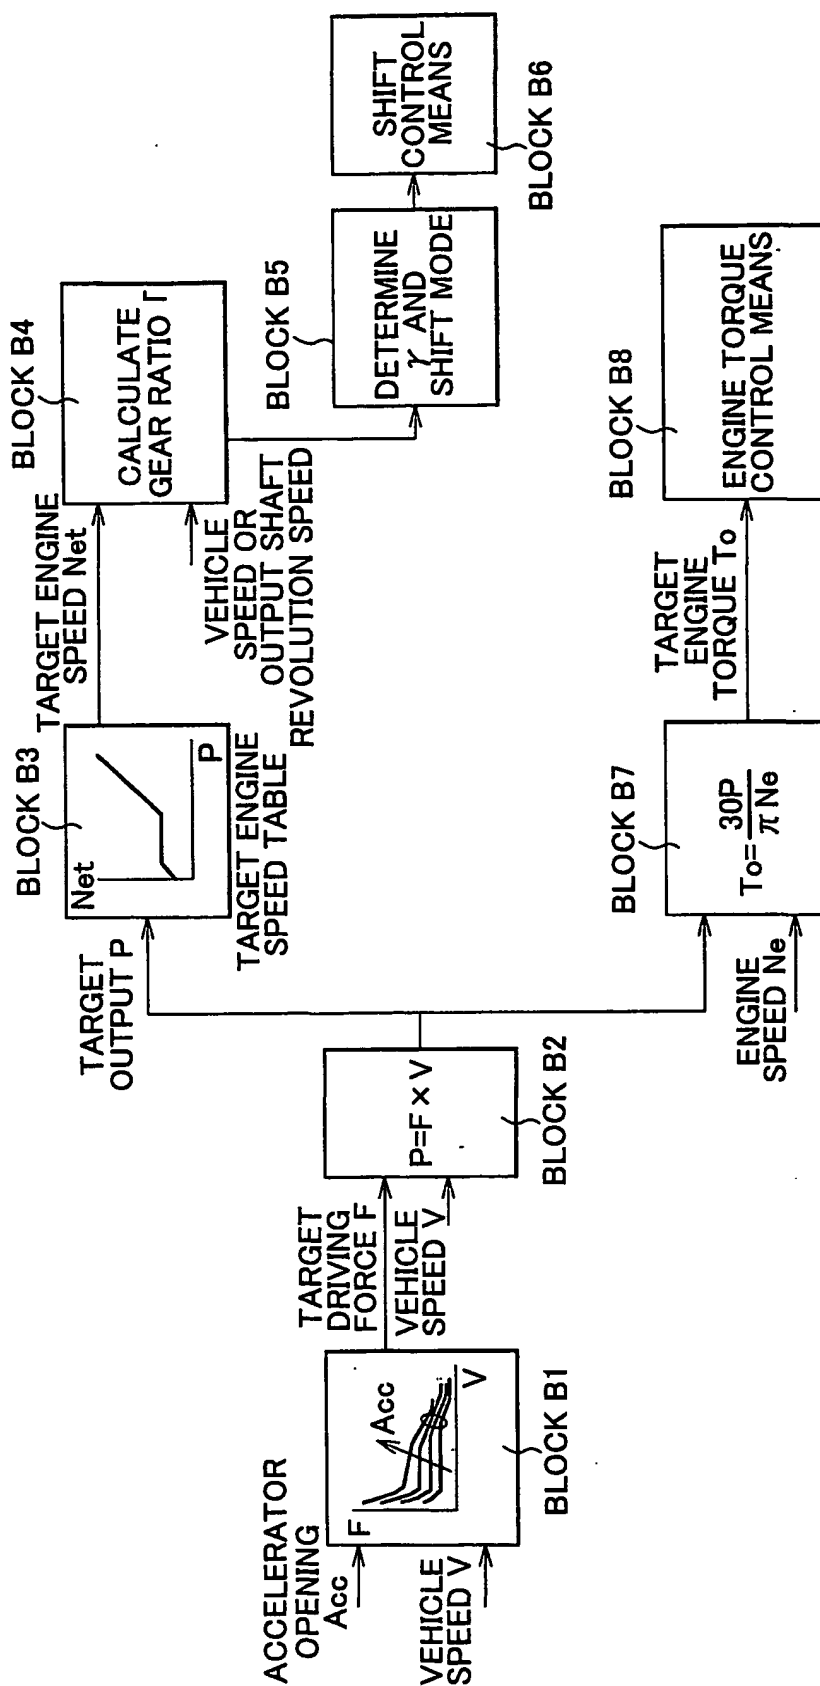 ACCELERATOR
OPENING
Acc
VEHICLE
SPEED V
F
Acc
V
BLOCK B1
TARGET
DRIVING
FORCE F
VEHICLE
SPEED V
P=F×V
BLOCK B2
TARGET
OUTPUT P
BLOCK B3
Net
P
TARGET ENGINE
SPEED TABLE
TARGET ENGINE
SPEED Net
VEHICLE
SPEED OR
OUTPUT SHAFT
REVOLUTION SPEED
BLOCK B4
CALCULATE
GEAR RATIO Γ
BLOCK B5
DETERMINE
γ AND
SHIFT MODE
SHIFT
CONTROL
MEANS
BLOCK B6
ENGINE
SPEED Ne
BLOCK B7
To= 30P / π Ne
TARGET
ENGINE
TORQUE To
BLOCK B8
ENGINE TORQUE
CONTROL MEANS